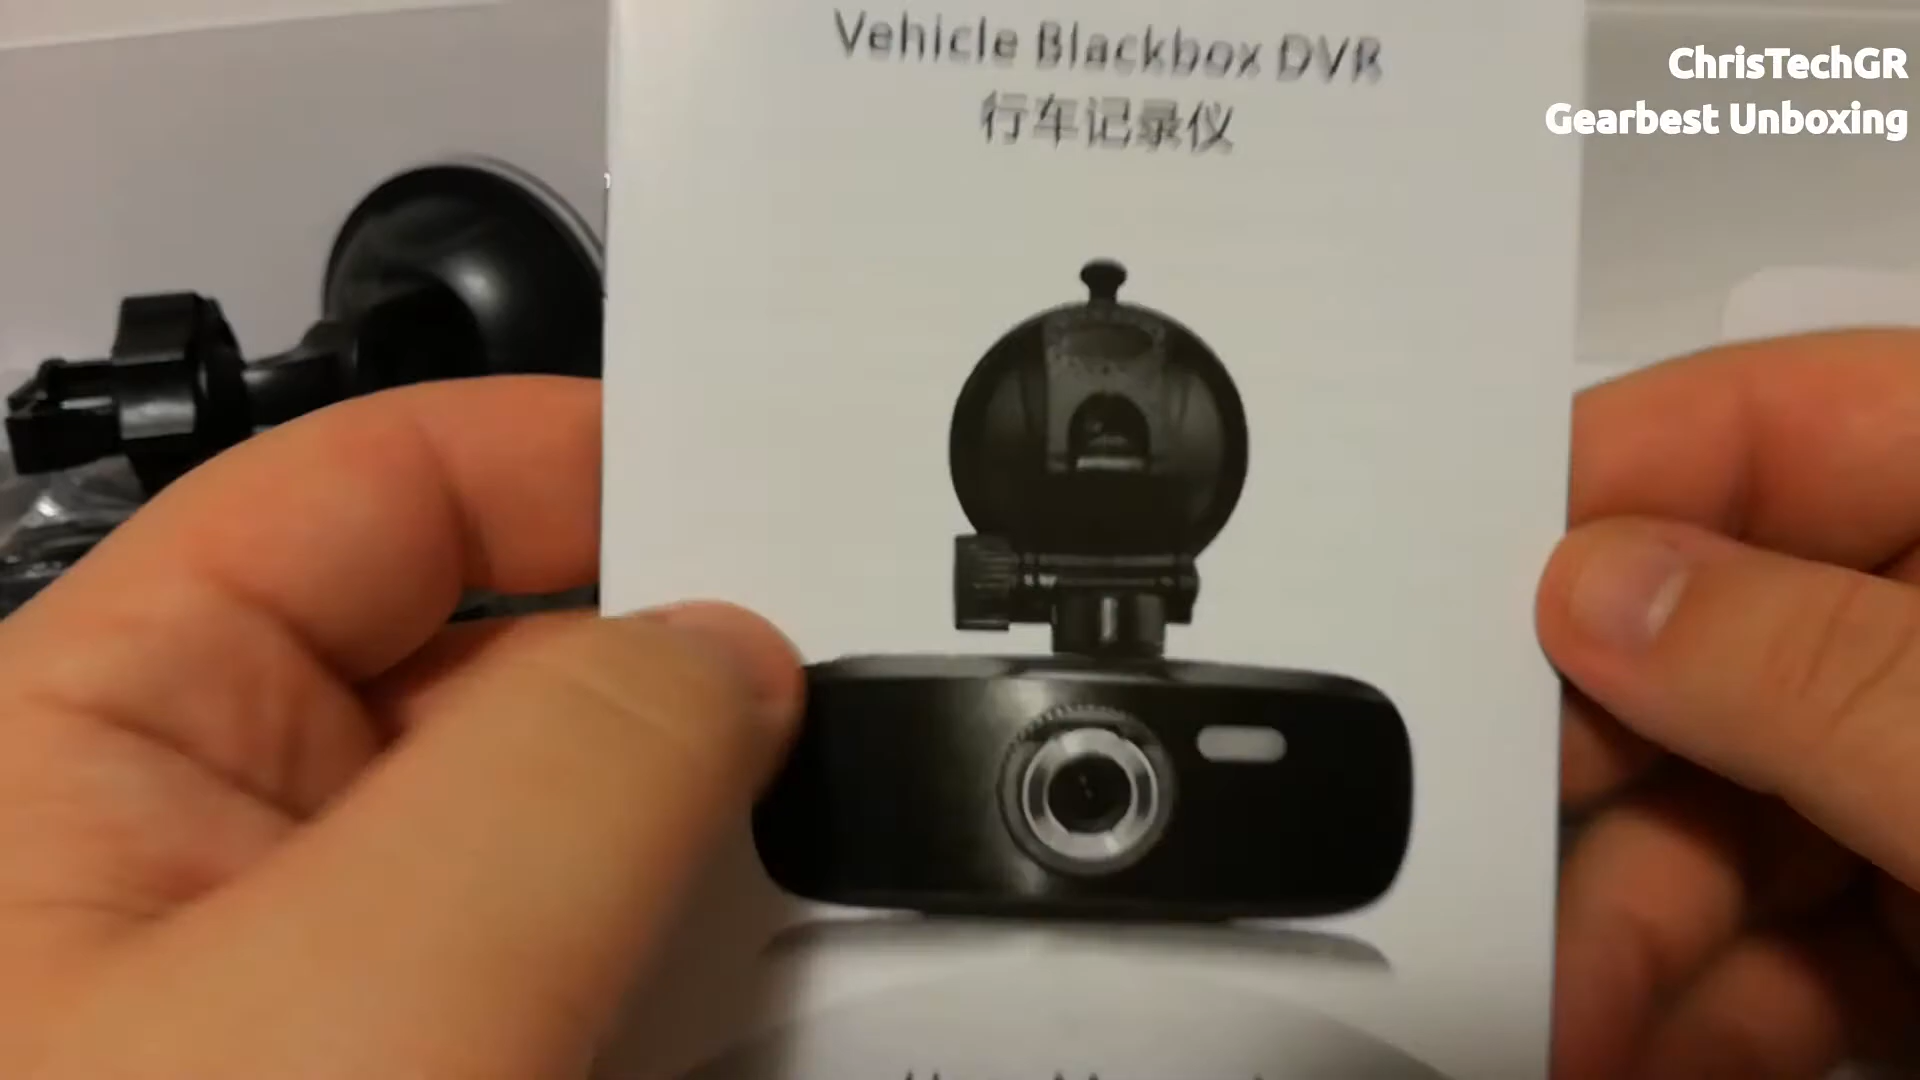 Vehicle Blackbox DVR
行车记录仪
ChrisTechGR
Gearbest Unboxing